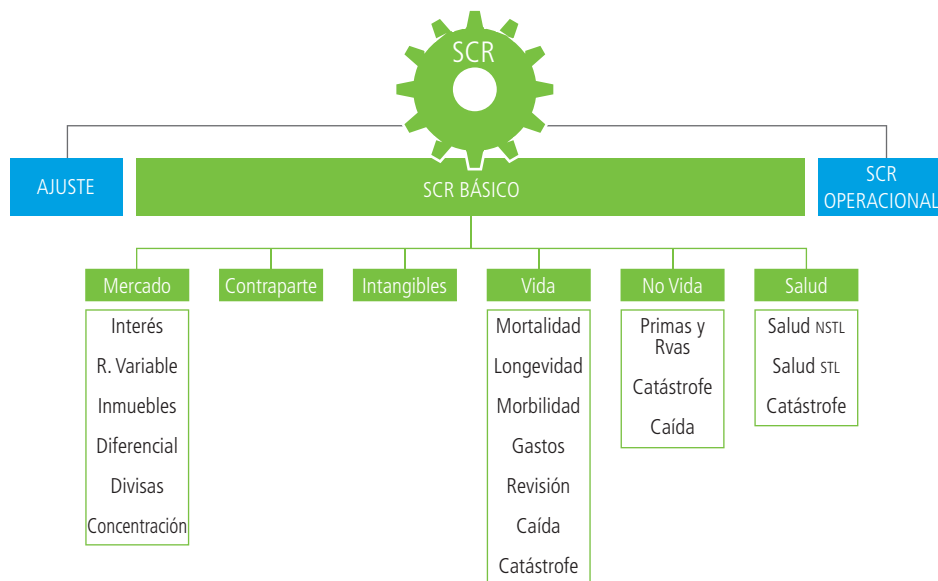 SCR
AJUSTE
SCR BÁSICO
SCR
OPERACIONAL
Mercado
Contraparte
Intangibles
Vida
No Vida
Salud
Interés
R. Variable
Inmuebles
Diferencial
Divisas
Concentración
Mortalidad
Longevidad
Morbilidad
Gastos
Revisión
Caída
Catástrofe
Primas y
Rvas
Catástrofe
Caída
Salud NSTL
Salud STL
Catástrofe